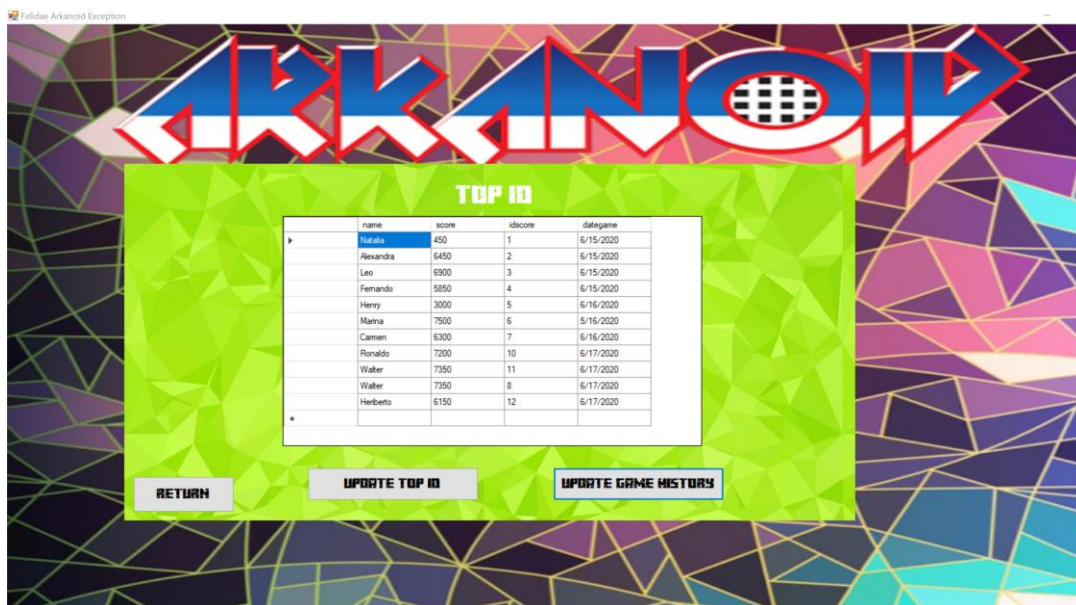 Felidae Arkanoid Exception
ARKANOID
TOP 10
name score idscore dategame
Natalia 450 1 6/15/2020
Alexandra 6450 2 6/15/2020
Leo 6900 3 6/15/2020
Fernando 5850 4 6/15/2020
Henry 3000 5 6/16/2020
Marina 7500 6 5/16/2020
Carmen 6300 7 6/16/2020
Ronaldo 7200 10 6/17/2020
Walter 7350 11 6/17/2020
Walter 7350 8 6/17/2020
Heriberto 6150 12 6/17/2020
RETURN
UPDATE TOP 10
UPDATE GAME HISTORY